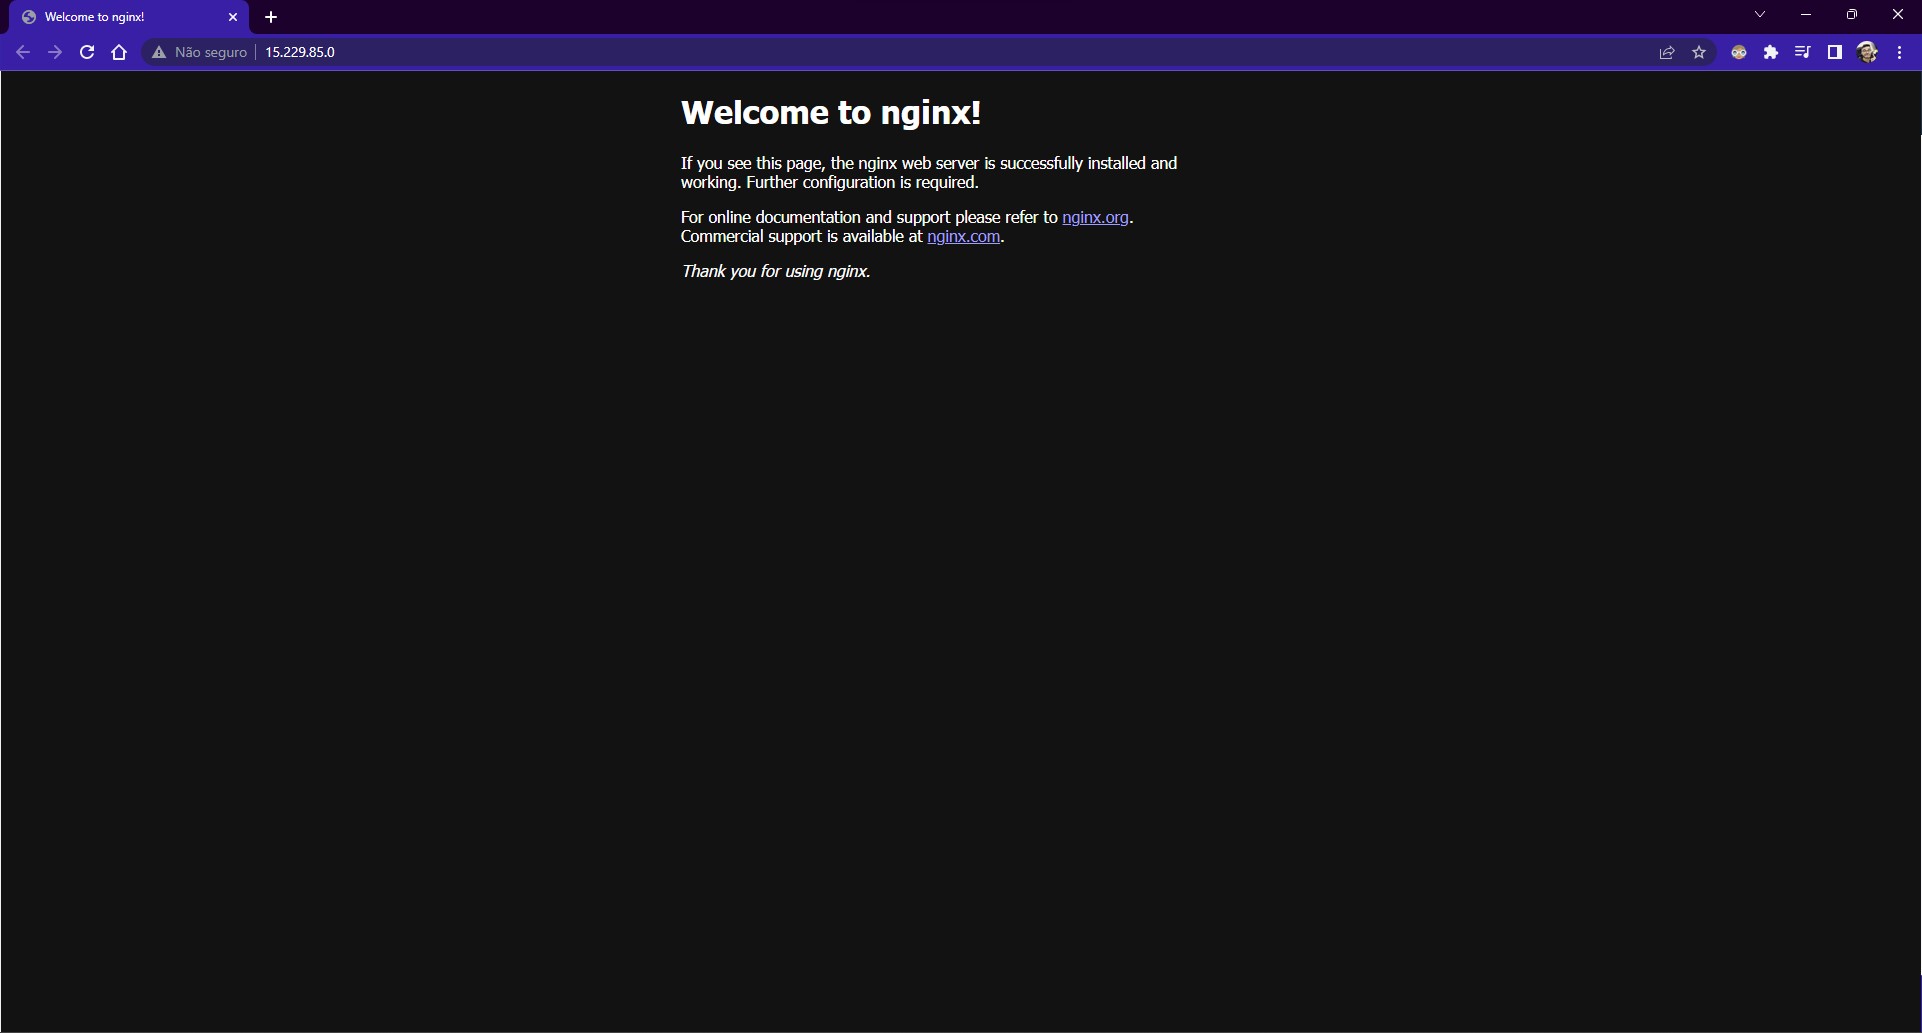 Welcome to nginx!
Não seguro
15.229.85.0
Welcome to nginx!
If you see this page, the nginx web server is successfully installed and
working. Further configuration is required.
For online documentation and support please refer to nginx.org.
Commercial support is available at nginx.com.
Thank you for using nginx.